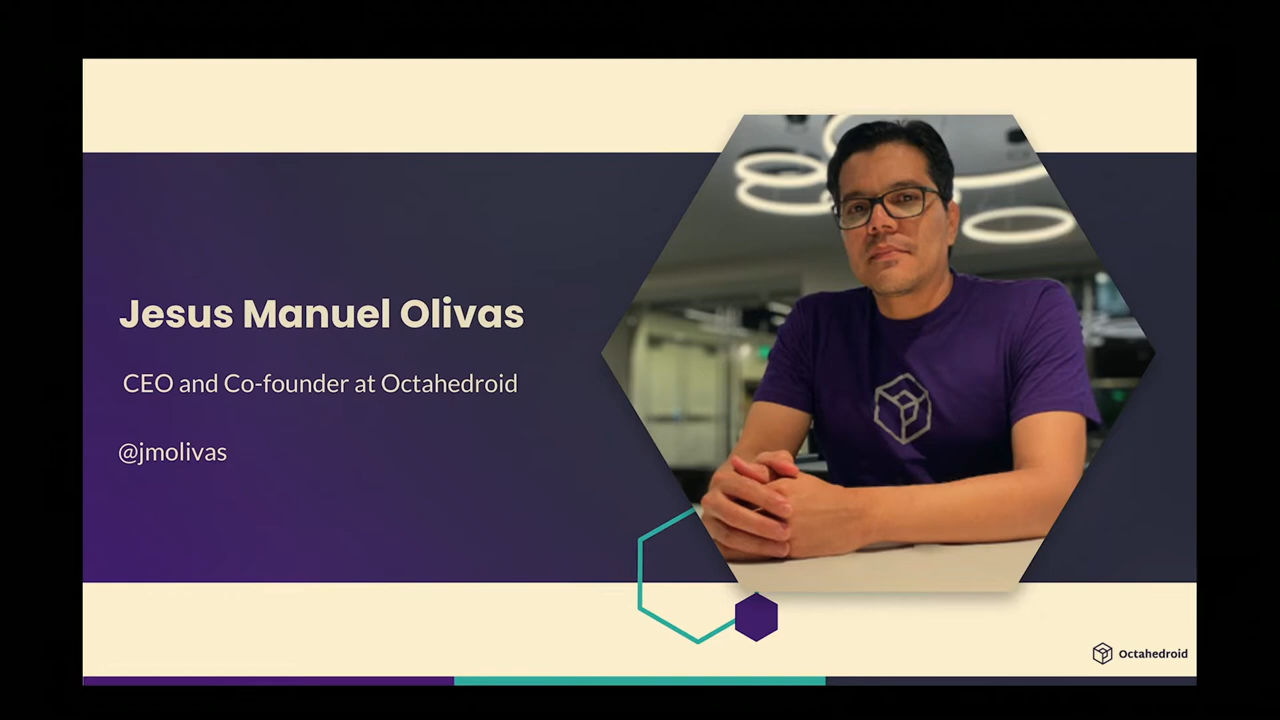 Jesus Manuel Olivas
CEO and Co-founder at Octahedroid
@jmolivas
Octahedroid